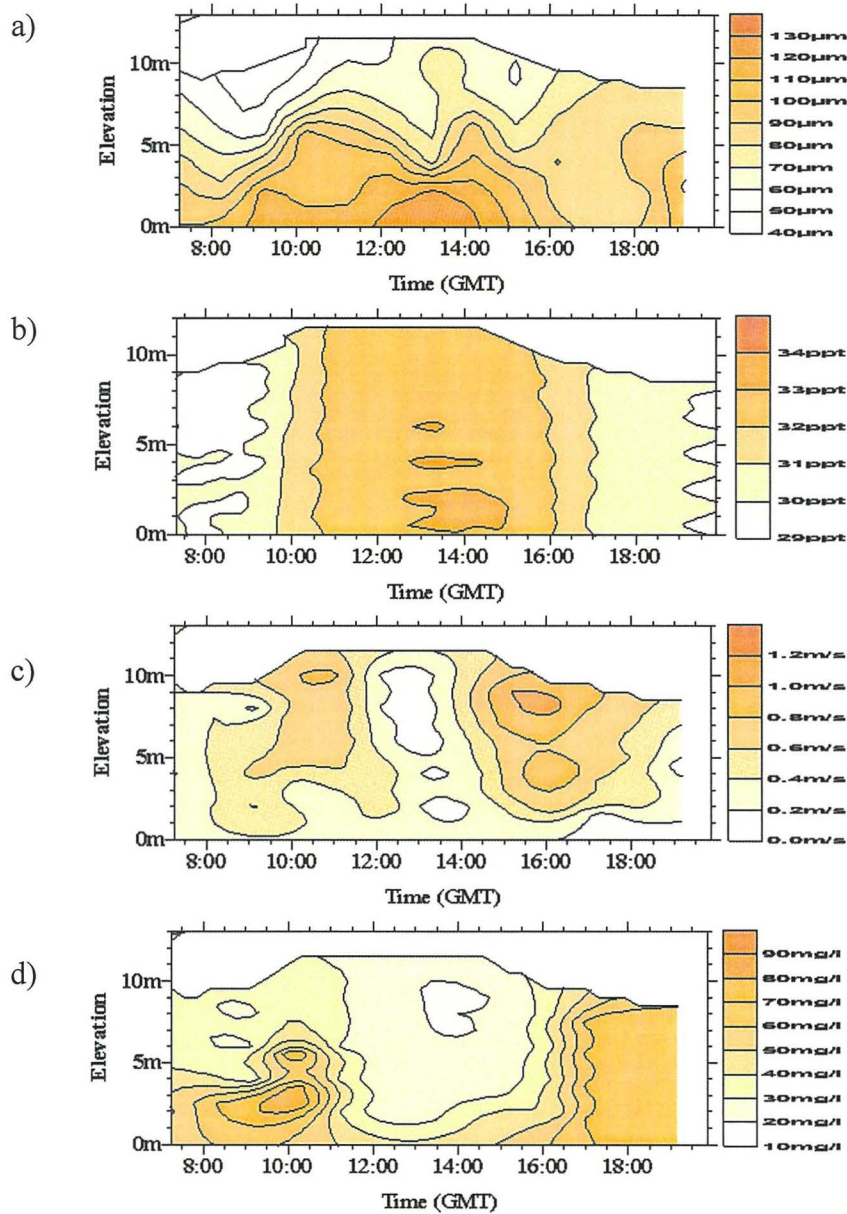 a)
Elevation
10m
5m
0m
8:00 10:00 12:00 14:00 16:00 18:00
Time (GMT)
130µm
120µm
110µm
100µm
90µm
80µm
70µm
60µm
50µm
40µm
b)
Elevation
10m
5m
0m
8:00 10:00 12:00 14:00 16:00 18:00
Time (GMT)
34ppt
33ppt
32ppt
31ppt
30ppt
29ppt
c)
Elevation
10m
5m
0m
8:00 10:00 12:00 14:00 16:00 18:00
Time (GMT)
1.2m/s
1.0m/s
0.8m/s
0.6m/s
0.4m/s
0.2m/s
0.0m/s
d)
Elevation
10m
5m
0m
8:00 10:00 12:00 14:00 16:00 18:00
Time (GMT)
90mg/l
80mg/l
70mg/l
60mg/l
50mg/l
40mg/l
30mg/l
20mg/l
10mg/l